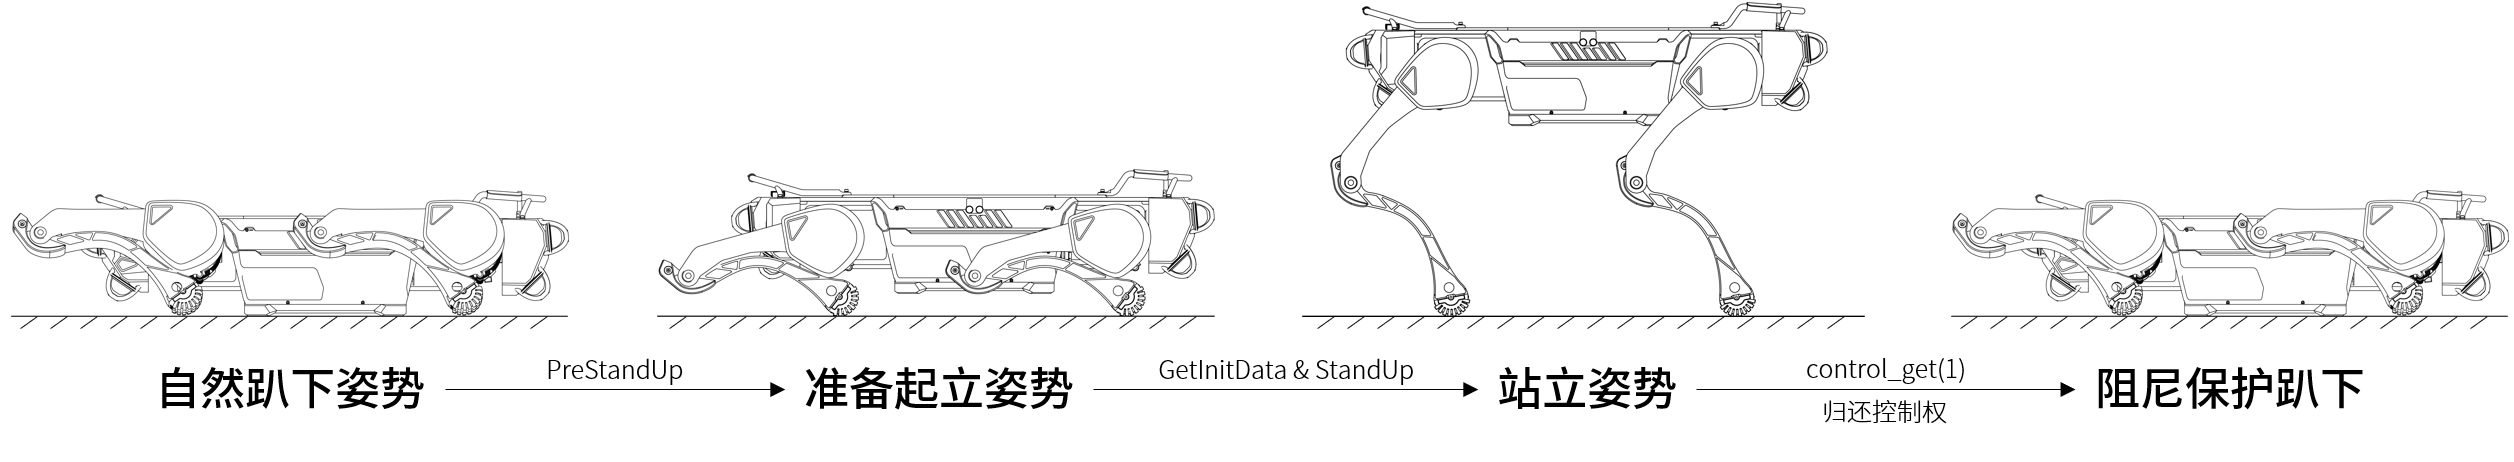 自然趴下姿势
PreStandUp
准备起立姿势
GetInitData & StandUp
站立姿势
control_get(1)
归还控制权
阻尼保护趴下